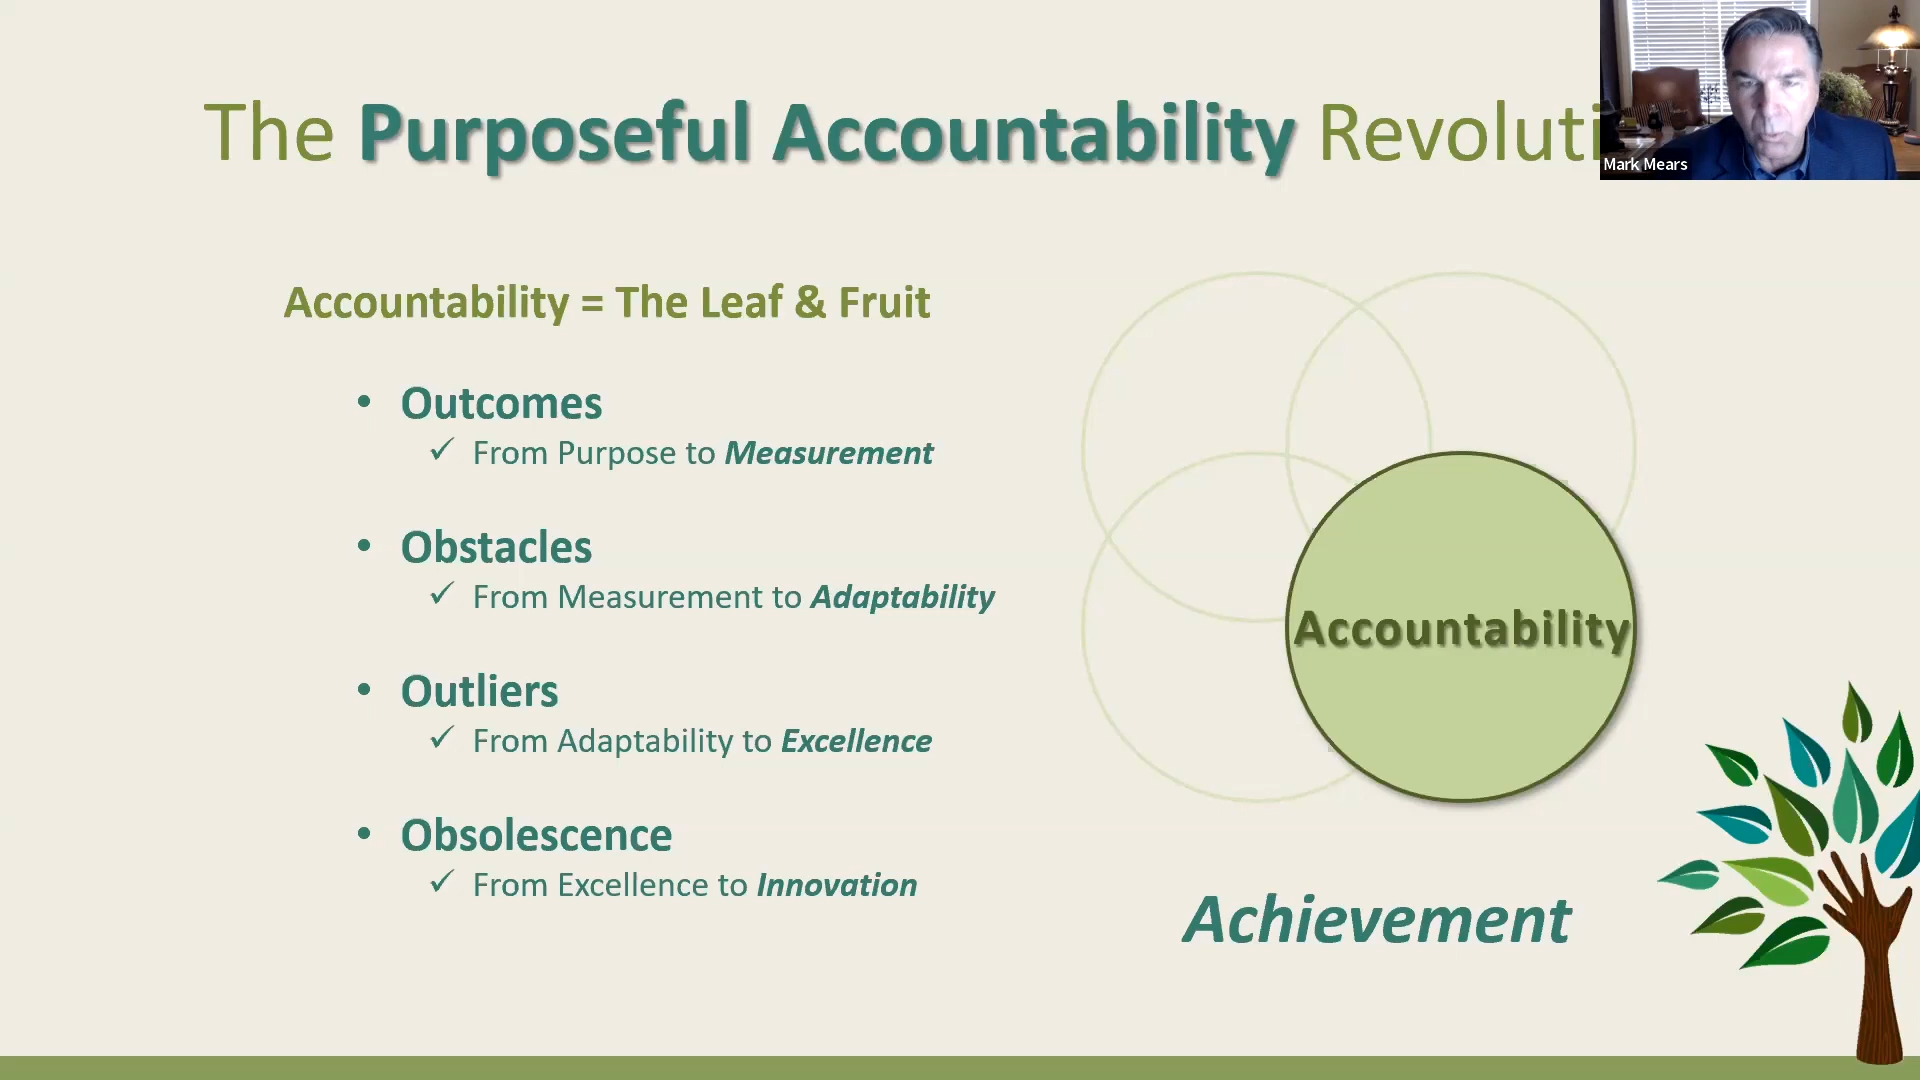 The Purposeful Accountability Revoluti
Mark Mears
Accountability = The Leaf & Fruit
• Outcomes
✓ From Purpose to Measurement
• Obstacles
✓ From Measurement to Adaptability
• Outliers
✓ From Adaptability to Excellence
• Obsolescence
✓ From Excellence to Innovation
Accountability
Achievement